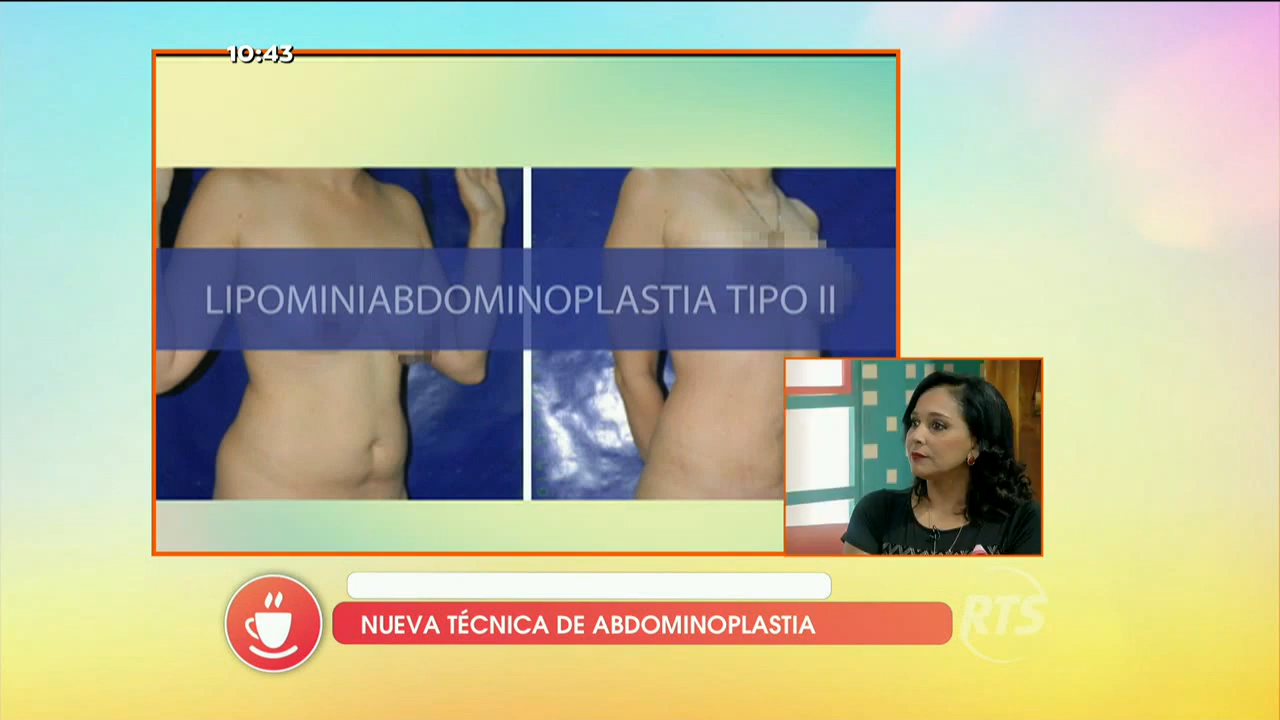 10:43
LIPOMINIABDOMINOPLASTIA TIPO II
NUEVA TÉCNICA DE ABDOMINOPLASTIA
RTS